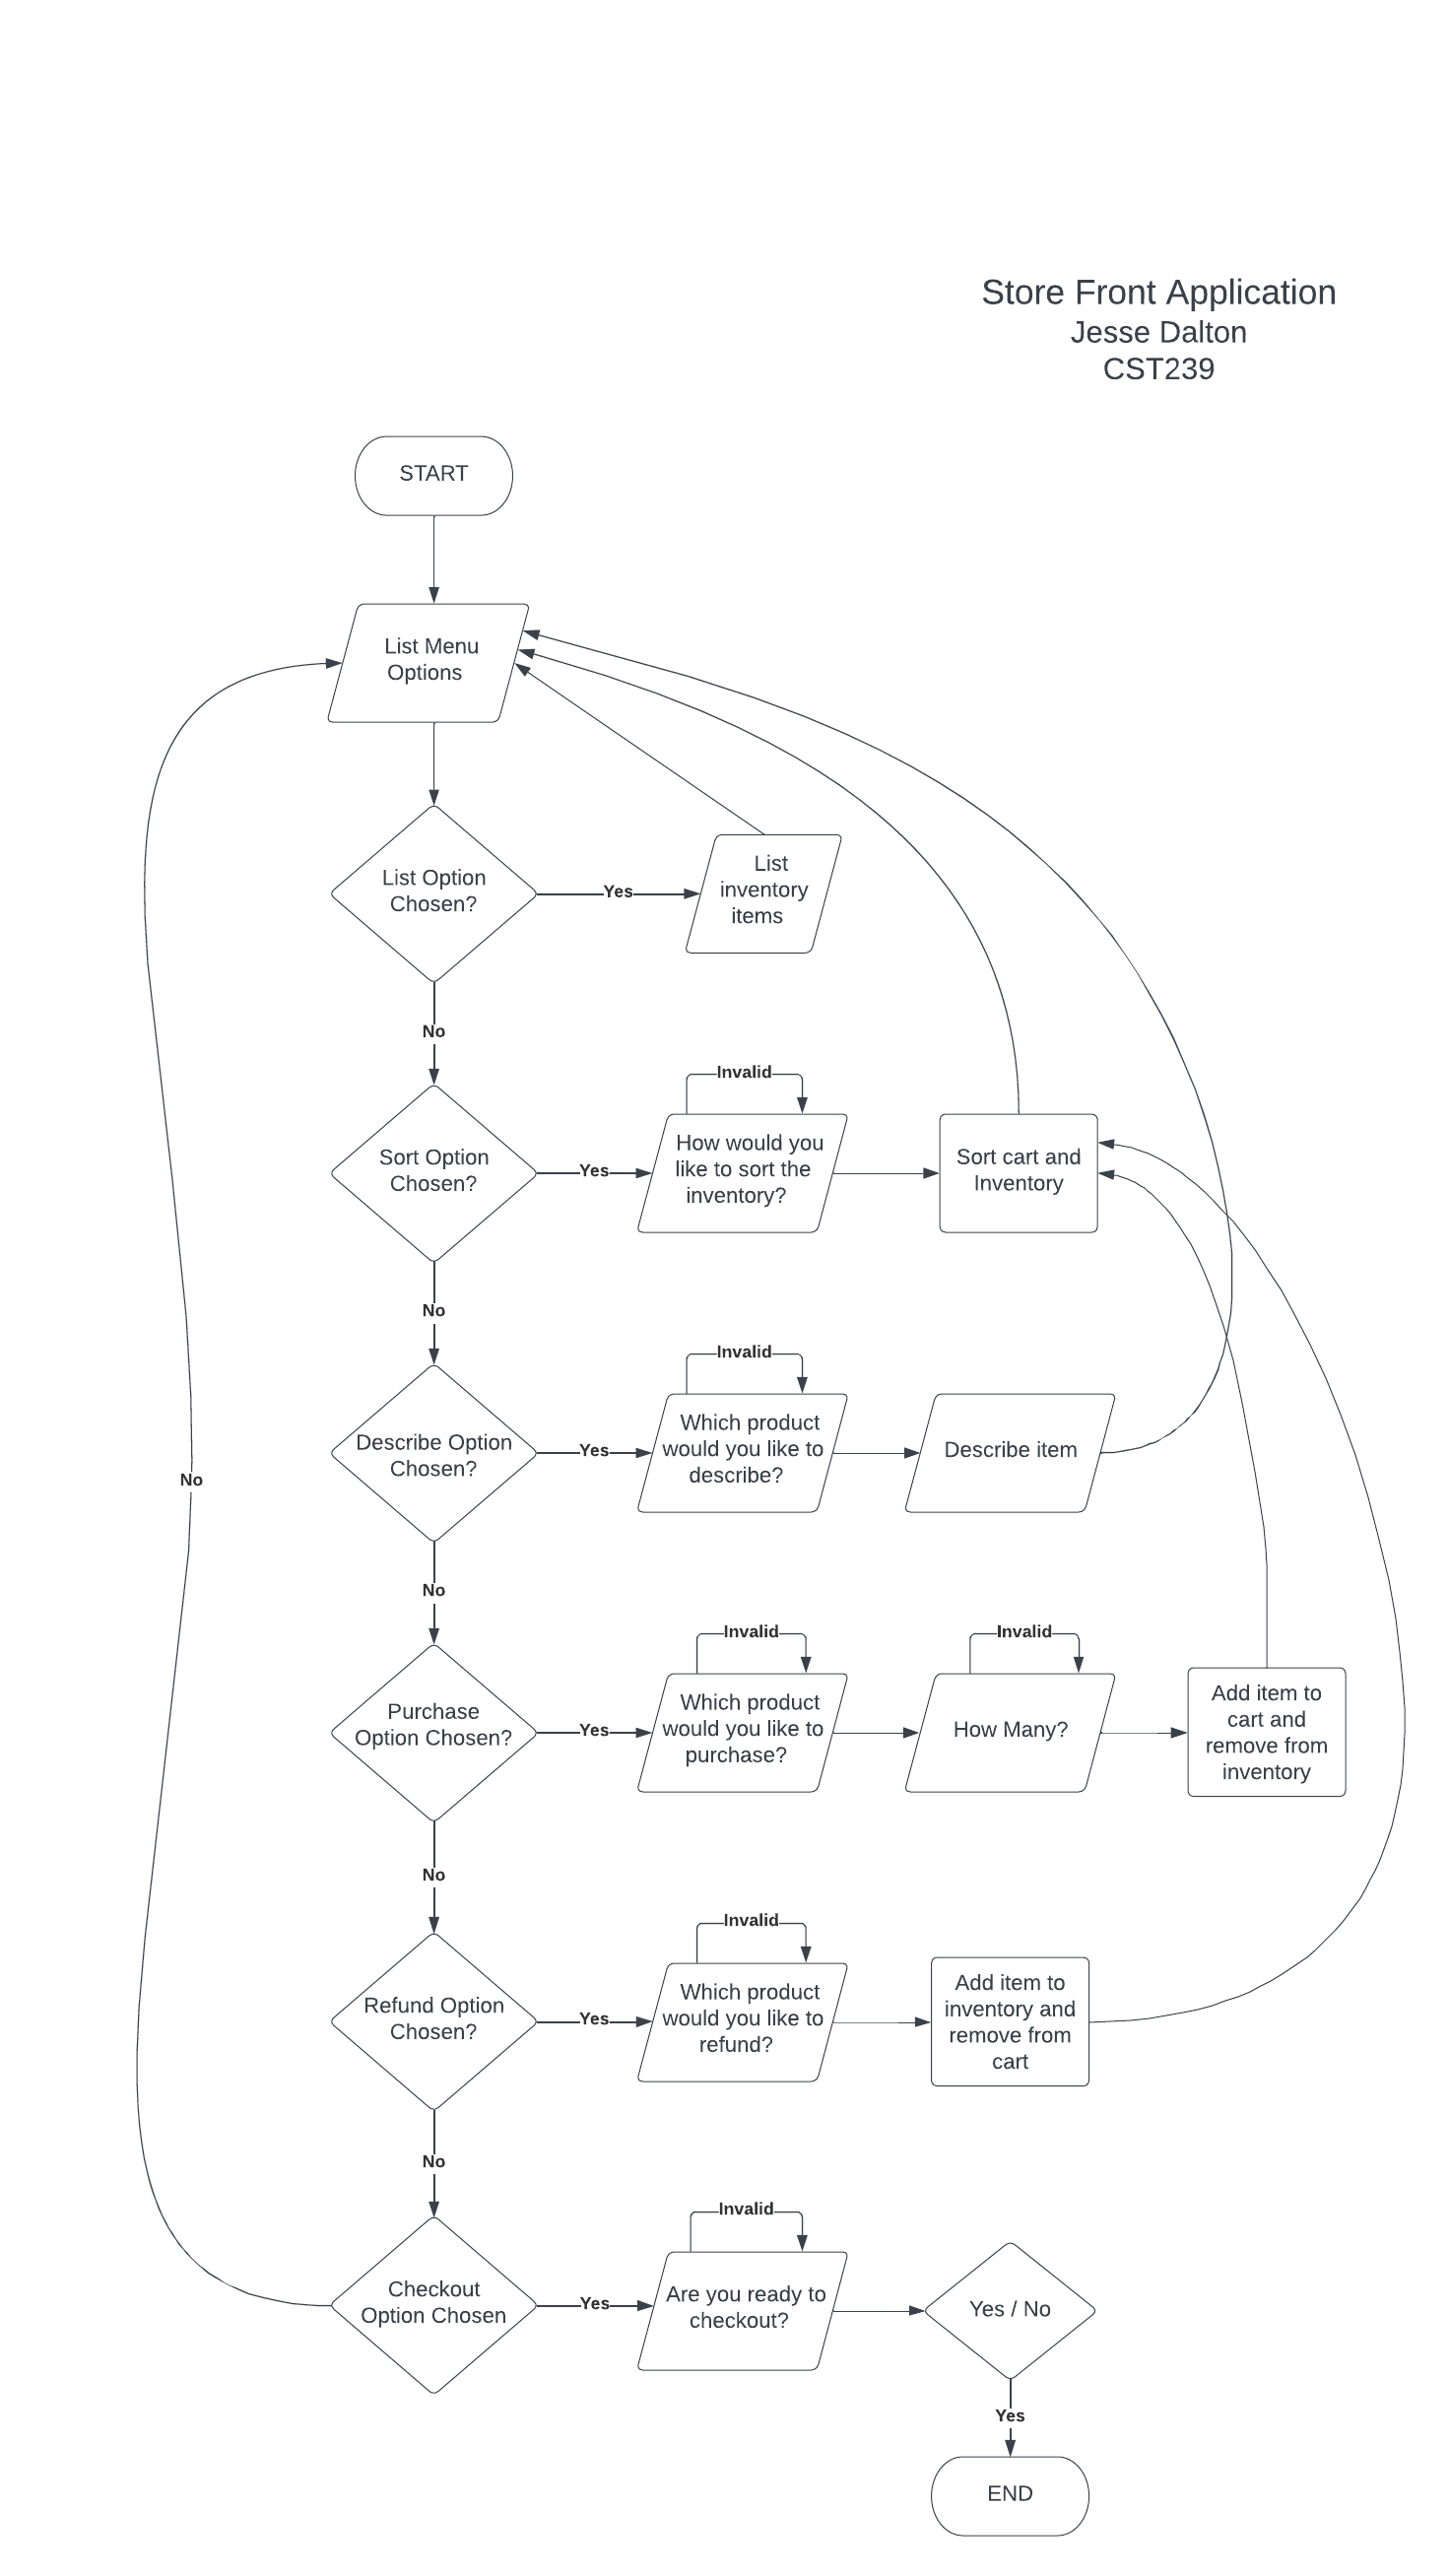 Store Front Application
Jesse Dalton
CST239
START
List Menu
Options
List Option
Chosen?
Yes
List
inventory
items
No
Invalid
Sort Option
Chosen?
Yes
How would you
like to sort the
inventory?
Sort cart and
Inventory
No
Invalid
Describe Option
Chosen?
Yes
Which product
would you like to
describe?
Describe item
No
No
Invalid
Invalid
Purchase
Option Chosen?
Yes
Which product
would you like to
purchase?
How Many?
Add item to
cart and
remove from
inventory
No
Invalid
Refund Option
Chosen?
Yes
Which product
would you like to
refund?
Add item to
inventory and
remove from
cart
No
Invalid
Checkout
Option Chosen
Yes
Are you ready to
checkout?
Yes / No
Yes
END